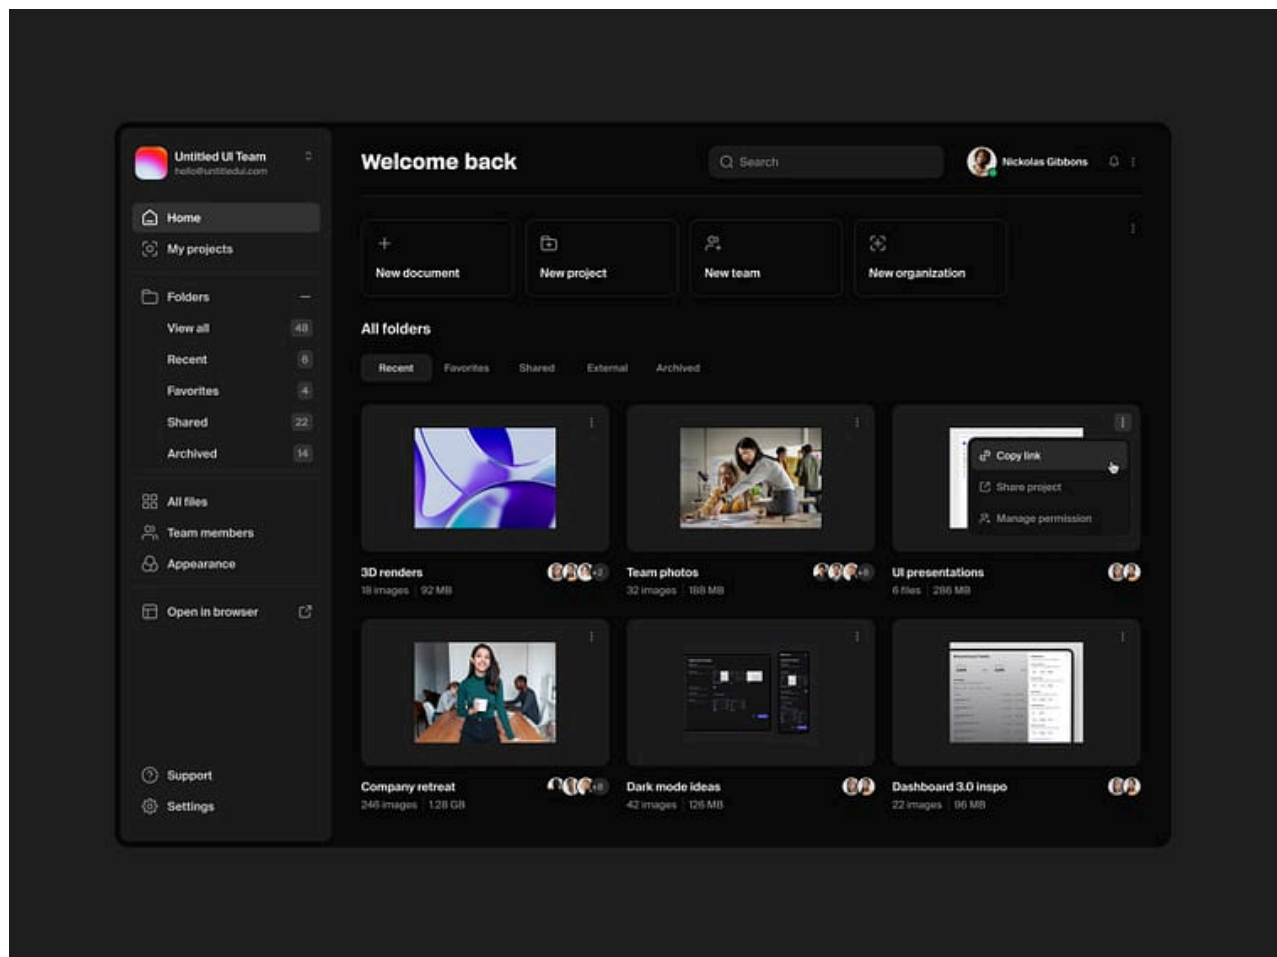 Untitled UI Team
hello@untitledui.com
Home
My projects
Folders
View all 48
Recent 6
Favorites 4
Shared 22
Archived 14
All files
Team members
Appearance
Open in browser
Support
Settings
Welcome back
Search
Nickolas Gibbons
New document
New project
New team
New organization
All folders
Recent Favorites Shared External Archived
3D renders
18 images 92 MB
+2
Team photos
32 images 188 MB
Copy link
Share project
Manage permission
UI presentations
6 files 286 MB
Company retreat
246 images 1.28 GB
Dark mode ideas
42 images 126 MB
Dashboard 3.0 inspo
22 images 96 MB